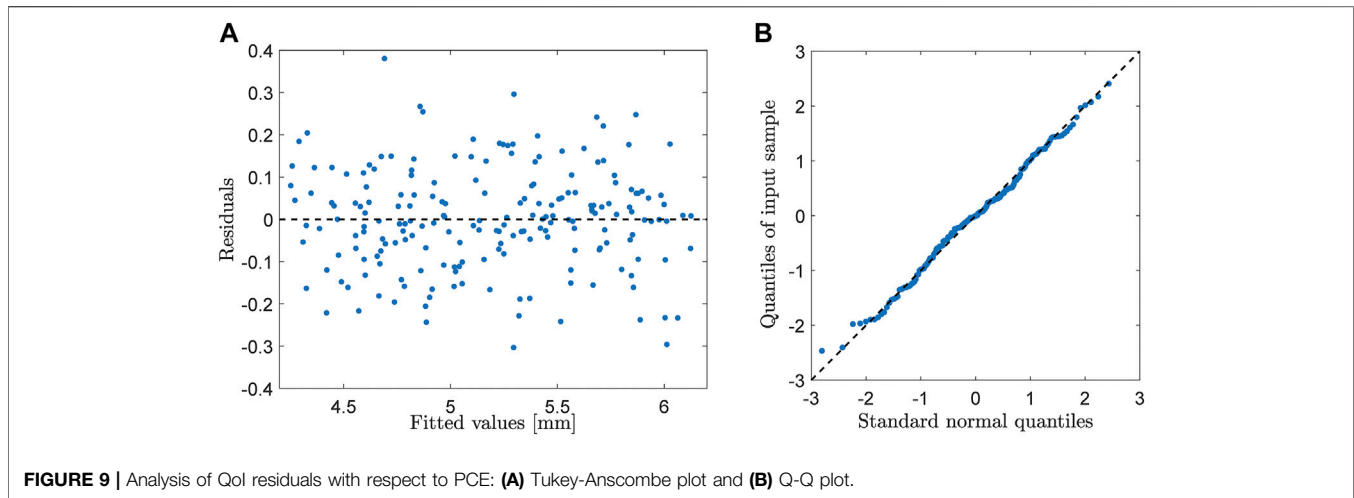 A
0.4
0.3
0.2
0.1
0
-0.1
-0.2
-0.3
-0.4
Residuals
4.5 5 5.5 6
Fitted values [mm]
B
3
2
1
0
-1
-2
-3
Quantiles of input sample
-3 -2 -1 0 1 2 3
Standard normal quantiles
FIGURE 9 | Analysis of QoI residuals with respect to PCE: (A) Tukey-Anscombe plot and (B) Q-Q plot.